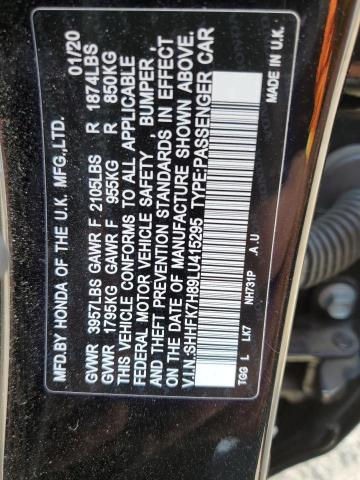 MFD.BY HONDA OF THE U.K. MFG.,LTD. 01/20
GVWR 3957LBS GAWR F 2105LBS R 1874LBS
GVWR 1795KG GAWR F 955KG R 850KG
THIS VEHICLE CONFORMS TO ALL APPLICABLE
FEDERAL MOTOR VEHICLE SAFETY, BUMPER,
AND THEFT PREVENTION STANDARDS IN EFFECT
ON THE DATE OF MANUFACTURE SHOWN ABOVE.
V.I.N.:SHHFK7H89LU415295 TYPE:PASSENGER CAR
MADE IN U.K.
TGG L LK7 NH731P A.U